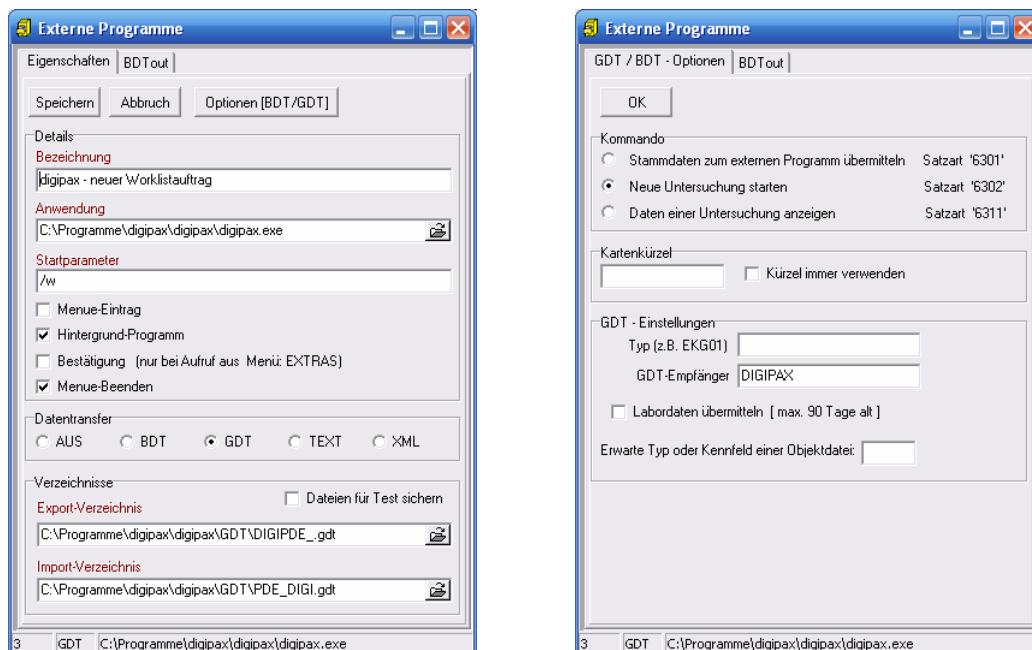 Externe Programme
Eigenschaften BDTout
Speichern Abbruch Optionen [BDT/GDT]
Details
Bezeichnung
digipax - neuer Worklistauftrag
Anwendung
C:\Programme\digipax\digipax\digipax.exe
Startparameter
/w
Menue-Eintrag
Hintergrund-Programm
Bestätigung (nur bei Aufruf aus Menü: EXTRAS)
Menue-Beenden
Datentransfer
AUS BDT GDT TEXT XML
Verzeichnisse
Dateien für Test sichern
Export-Verzeichnis
C:\Programme\digipax\digipax\GDT\DIGIPDE_.gdt
Import-Verzeichnis
C:\Programme\digipax\digipax\GDT\PDE_DIGI.gdt
3 GDT C:\Programme\digipax\digipax\digipax.exe
Externe Programme
GDT / BDT - Optionen BDTout
OK
Kommando
Stammdaten zum externen Programm übermitteln Satzart '6301'
Neue Untersuchung starten Satzart '6302'
Daten einer Untersuchung anzeigen Satzart '6311'
Kartenkürzel
Kürzel immer verwenden
GDT - Einstellungen
Typ (z.B. EKG01)
GDT-Empfänger DIGIPAX
Labordaten übermitteln [ max. 90 Tage alt ]
Erwarte Typ oder Kennfeld einer Objektdatei:
3 GDT C:\Programme\digipax\digipax\digipax.exe